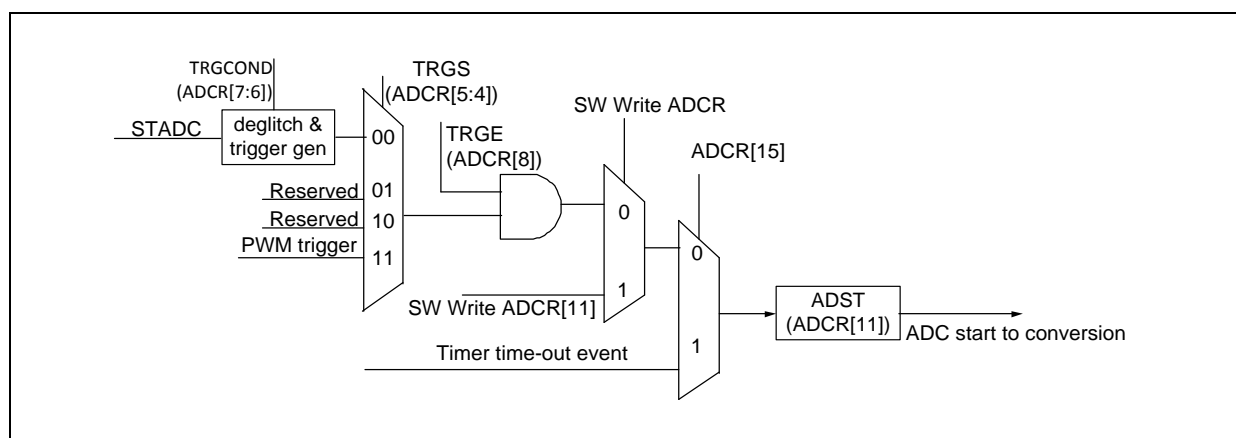 TRGCOND
(ADCR[7:6])
TRGS
(ADCR[5:4])
SW Write ADCR
STADC
deglitch &
trigger gen
00
TRGE
(ADCR[8])
ADCR[15]
Reserved
01
0
Reserved
10
PWM trigger
11
0
1
SW Write ADCR[11]
ADST
(ADCR[11])
ADC start to conversion
Timer time-out event
1